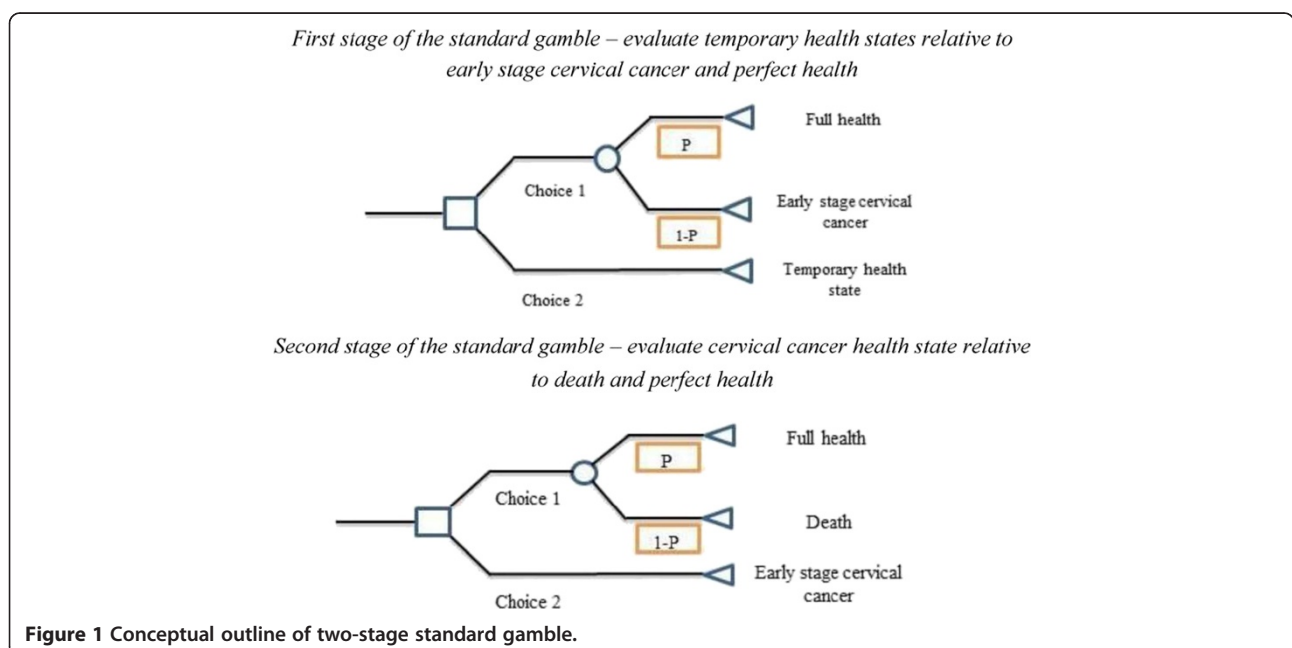 First stage of the standard gamble – evaluate temporary health states relative to
early stage cervical cancer and perfect health
Full health
P
Choice 1
Early stage cervical
cancer
1-P
Temporary health
state
Choice 2
Second stage of the standard gamble – evaluate cervical cancer health state relative
to death and perfect health
Full health
P
Choice 1
Death
1-P
Early stage cervical
cancer
Choice 2
Figure 1 Conceptual outline of two-stage standard gamble.